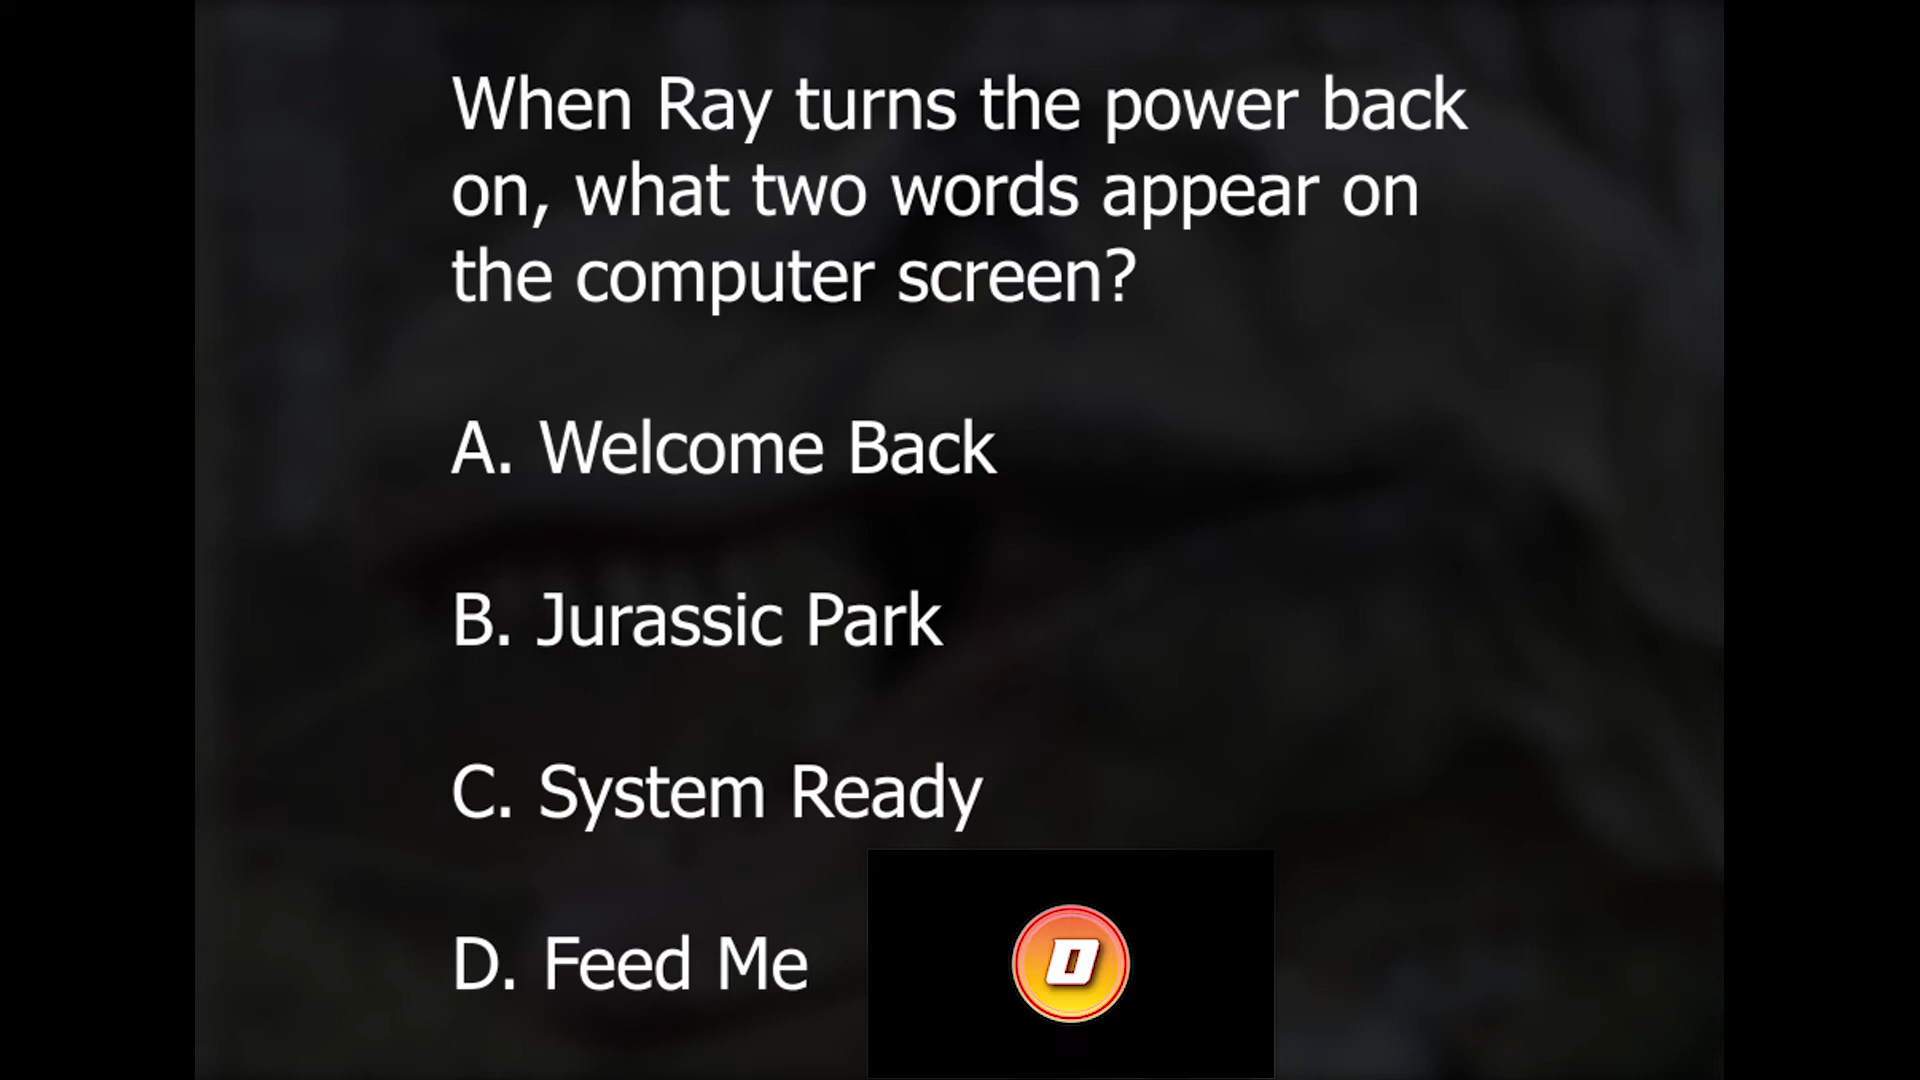 When Ray turns the power back
on, what two words appear on
the computer screen?
A. Welcome Back
B. Jurassic Park
C. System Ready
D. Feed Me
0